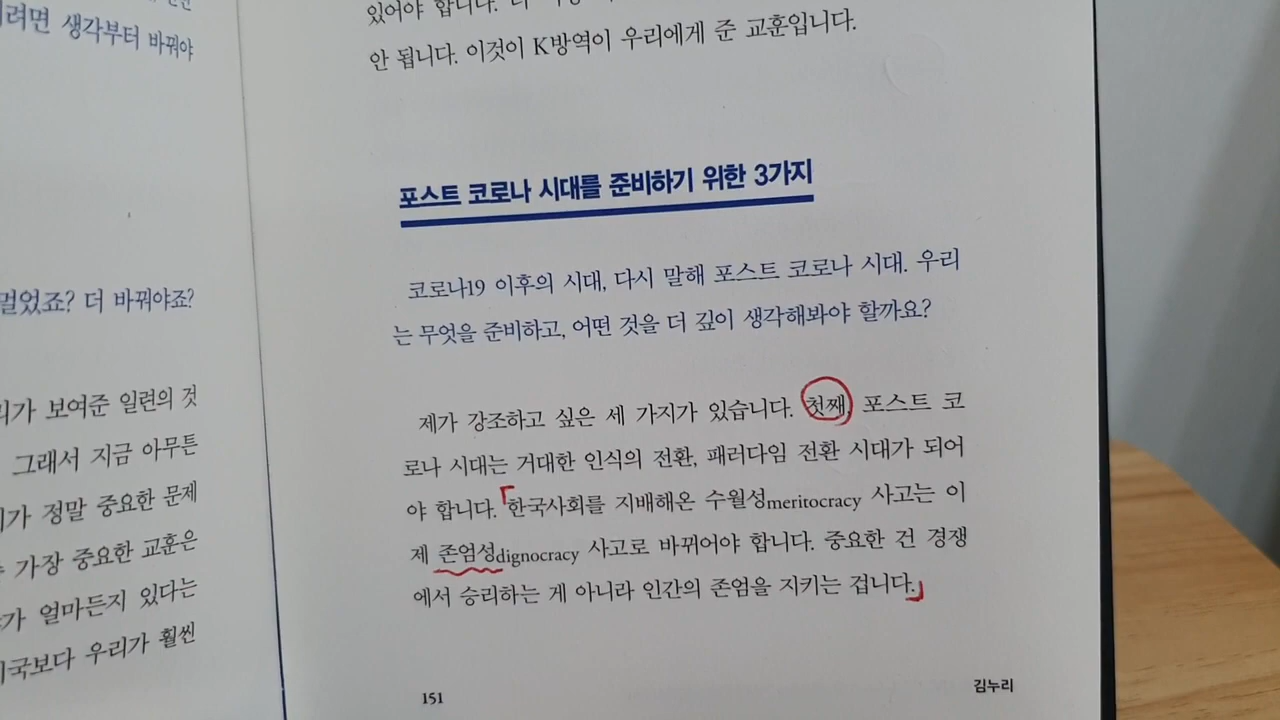 려면 생각부터 바꿔야
멀었죠? 더 바꿔야죠?
리가 보여준 일련의 것
그래서 지금 아무튼
정말 중요한 문제
가장 중요한 교훈은
얼마든지 있다는
미국보다 우리가 훨씬
있어야 합니다. 더
안 됩니다. 이것이 K방역이 우리에게 준 교훈입니다.
포스트 코로나 시대를 준비하기 위한 3가지
코로나19 이후의 시대, 다시 말해 포스트 코로나 시대. 우리
는 무엇을 준비하고, 어떤 것을 더 깊이 생각해봐야 할까요?
제가 강조하고 싶은 세 가지가 있습니다. 첫째, 포스트 코
로나 시대는 거대한 인식의 전환, 패러다임 전환 시대가 되어
야 합니다. 「한국사회를 지배해온 수월성meritocracy 사고는 이
제 존엄성dignocracy 사고로 바뀌어야 합니다. 중요한 건 경쟁
에서 승리하는 게 아니라 인간의 존엄을 지키는 겁니다.」
151
김누리